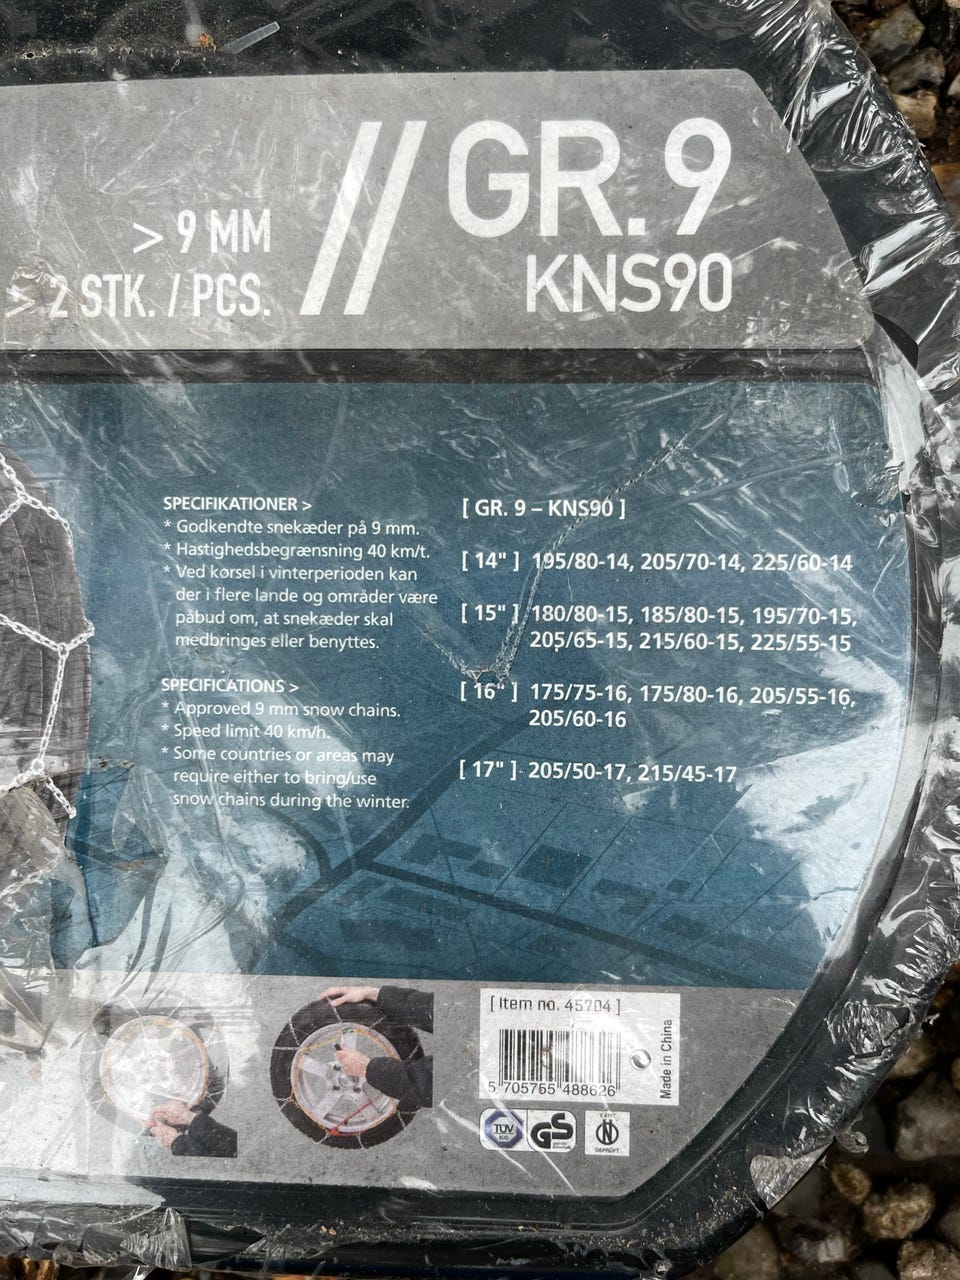 > 9 MM
> 2 STK. / PCS.
// GR. 9
KNS90
SPECIFIKATIONER >
* Godkendte snekæder på 9 mm.
* Hastighedsbegrænsning 40 km/t.
* Ved kørsel i vinterperioden kan
der i flere lande og områder være
påbud om, at snekæder skal
medbringes eller benyttes.
SPECIFICATIONS >
* Approved 9 mm snow chains.
* Speed limit 40 km/h.
* Some countries or areas may
require either to bring/use
snow chains during the winter.
[ GR. 9 – KNS90 ]
[ 14" ] 195/80-14, 205/70-14, 225/60-14
[ 15" ] 180/80-15, 185/80-15, 195/70-15,
205/65-15, 215/60-15, 225/55-15
[ 16" ] 175/75-16, 175/80-16, 205/55-16,
205/60-16
[ 17" ] 205/50-17, 215/45-17
[ Item no. 45704 ]
5 705755 488626
Made in China
TÜV
SÜD
GS
V 5117
N
GEPRÜFT